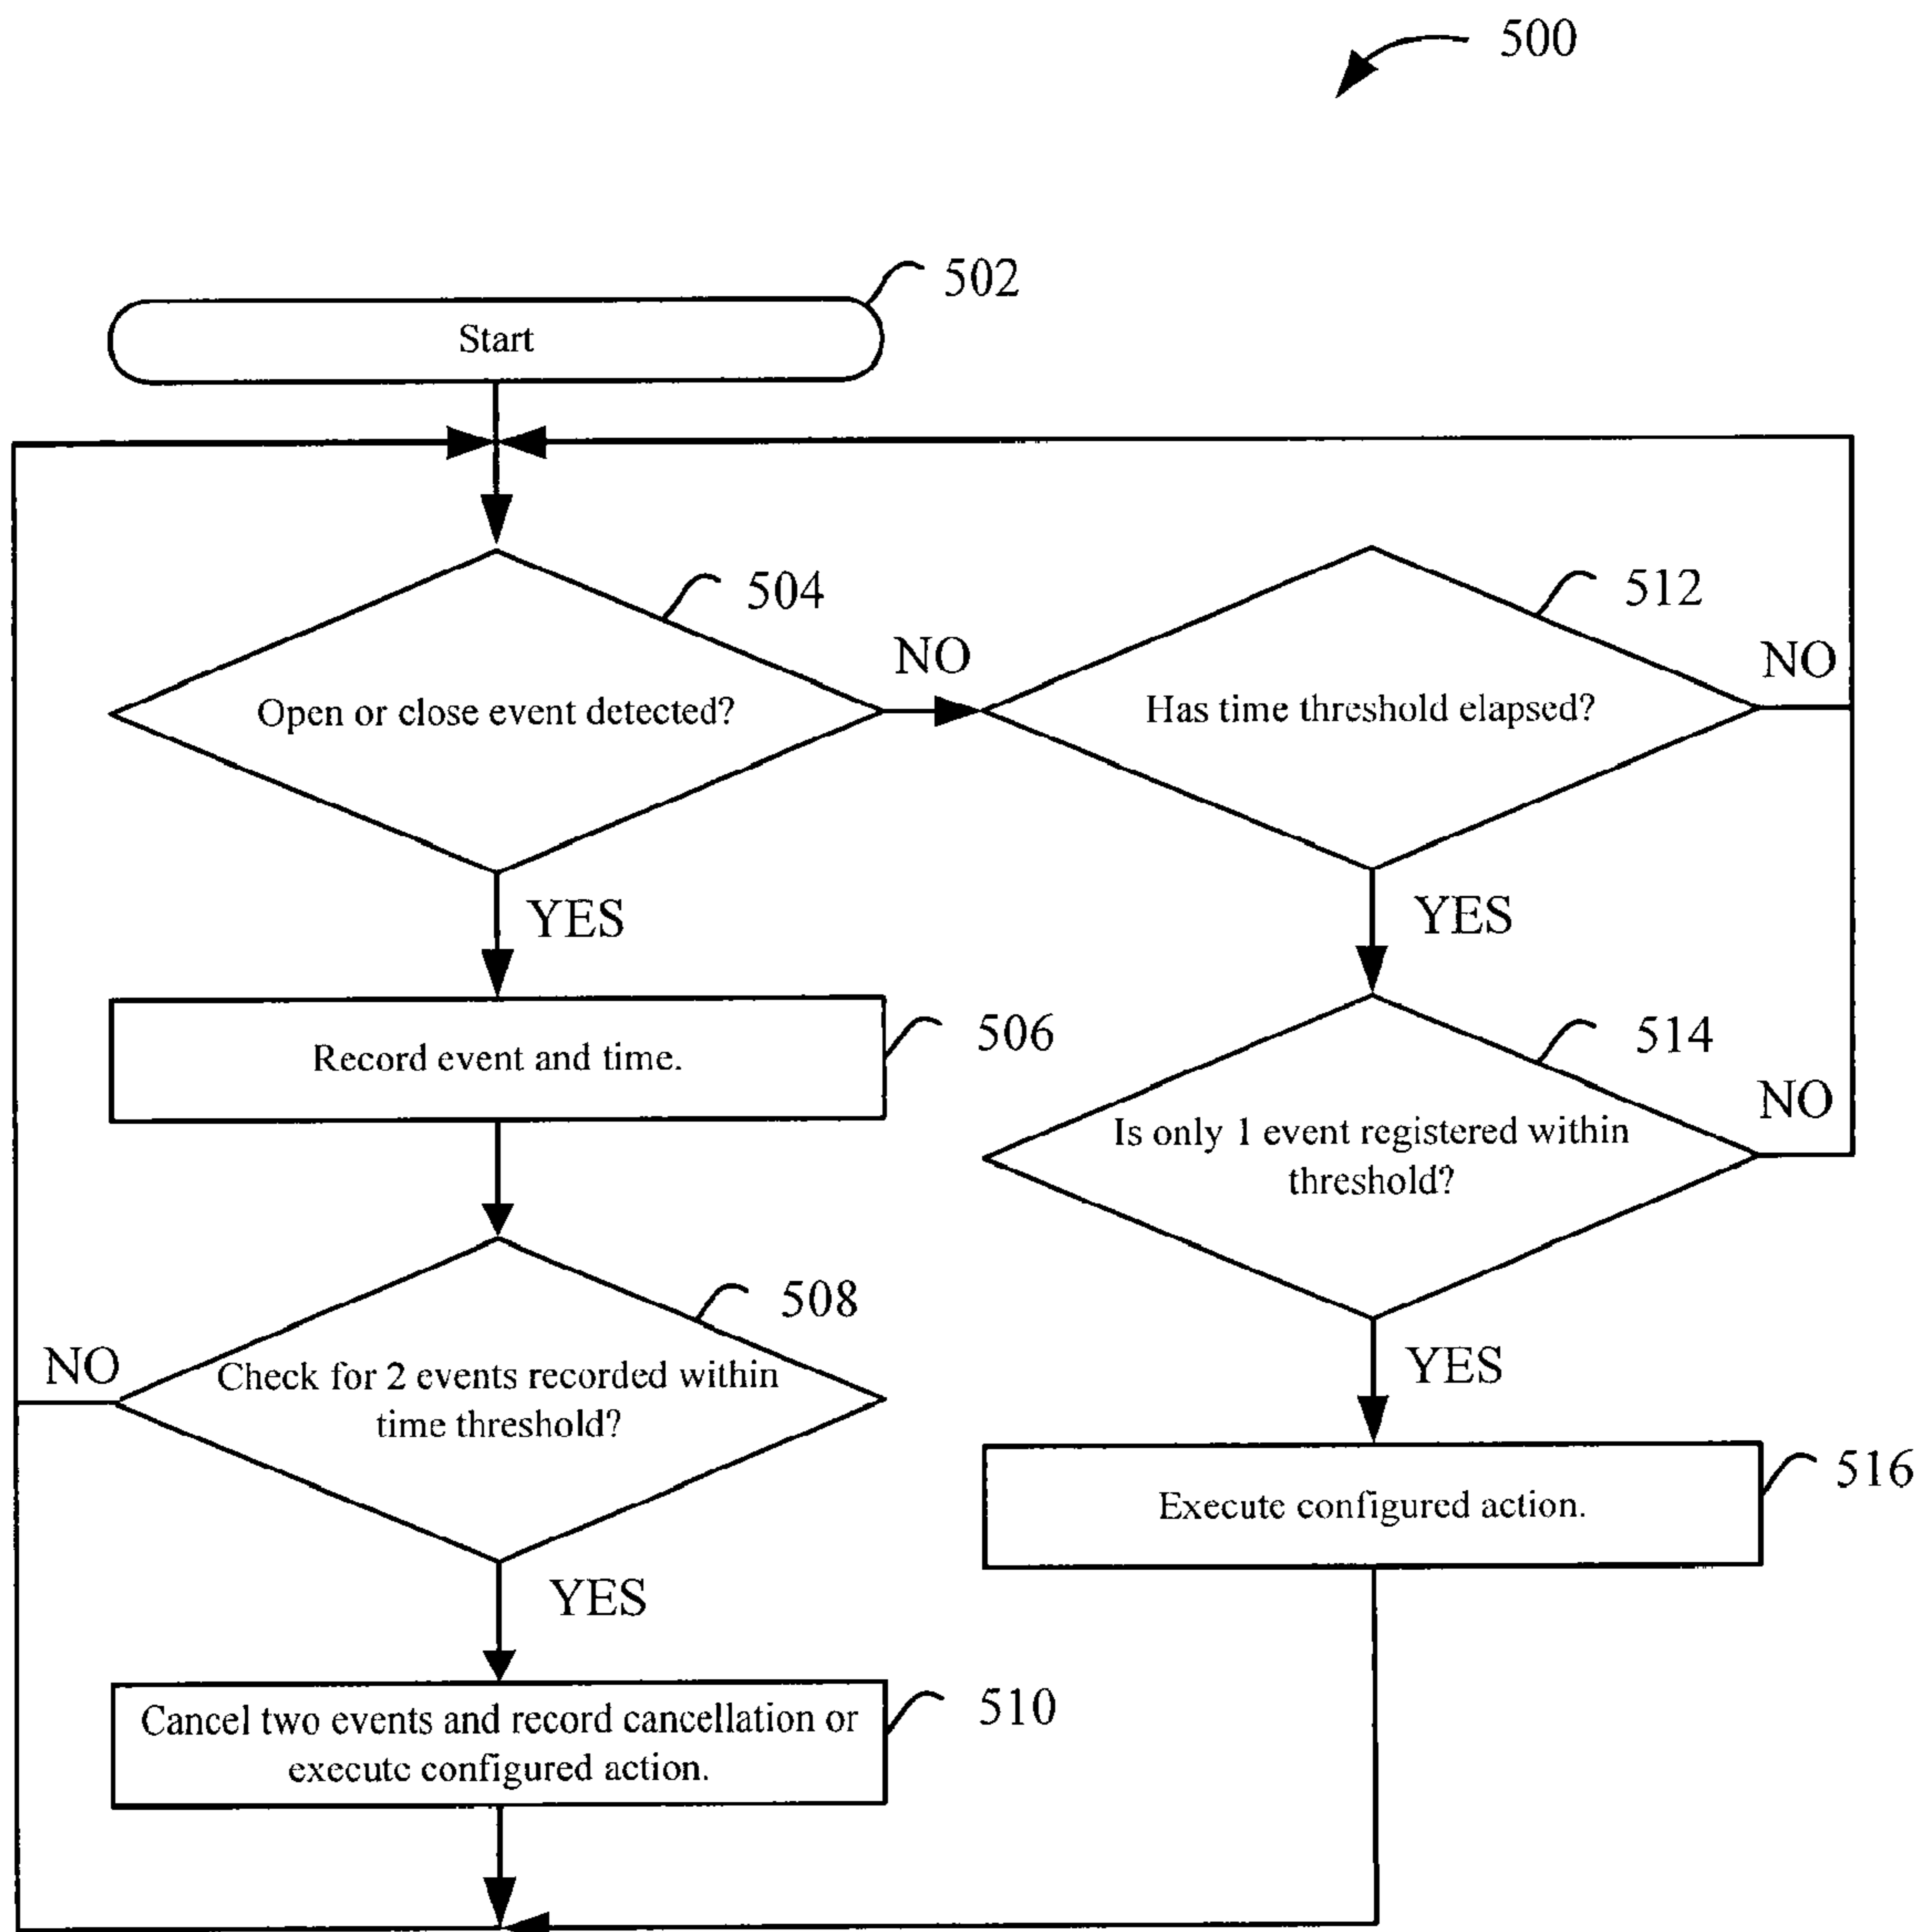 500
502
Start
504
512
NO
NO
Open or close event detected?
Has time threshold elapsed?
YES
YES
506
514
Record event and time.
NO
Is only 1 event registered within
threshold?
508
NO
YES
Check for 2 events recorded within
time threshold?
516
Execute configured action.
YES
510
Cancel two events and record cancellation or
execute configured action.